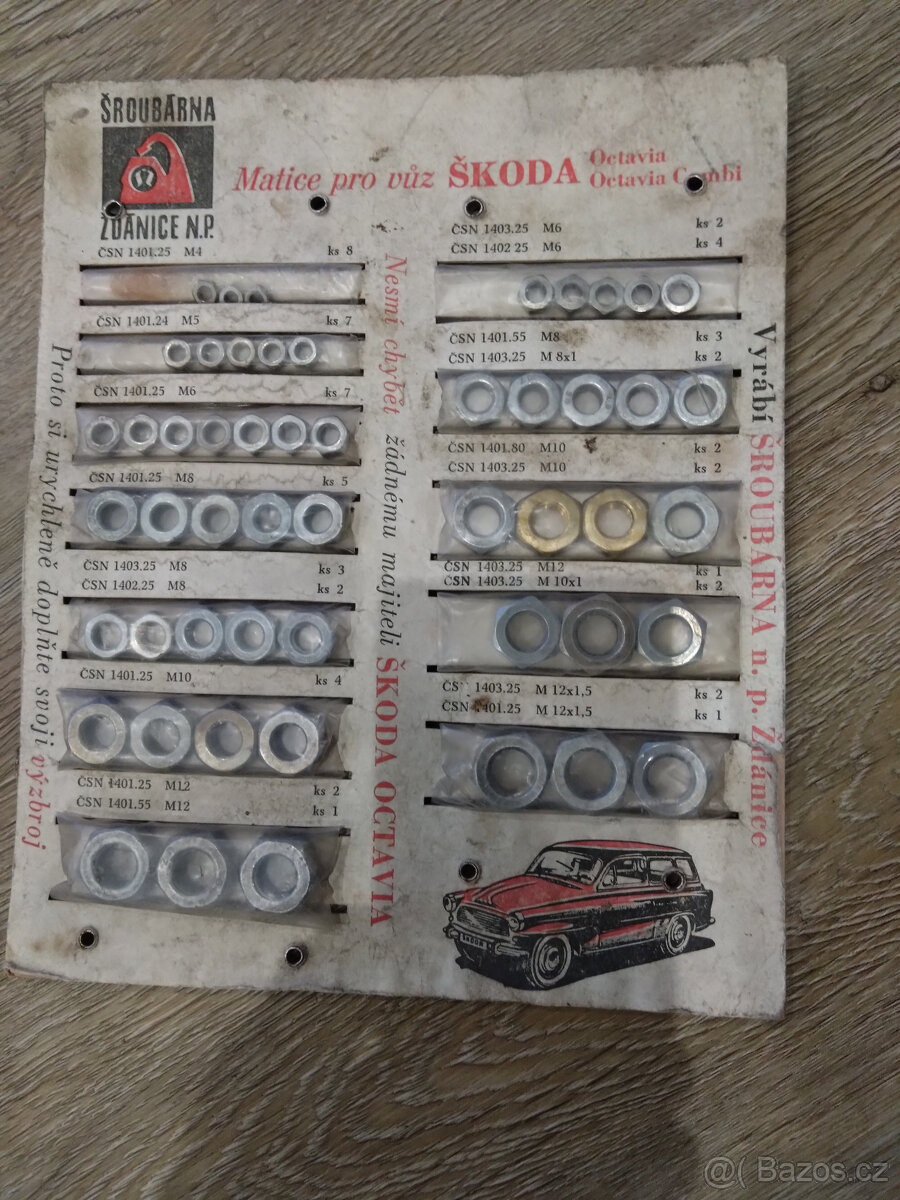 ŠROUBÁRNA
ŽDÁNICE N.P.
Matice pro vůz ŠKODA Octavia
Octavia Combi
ČSN 1401.25 M4 ks 8
ČSN 1401.24 M5 ks 7
ČSN 1401.25 M6 ks 7
ČSN 1401.25 M8 ks 5
ČSN 1403.25 M8 ks 3
ČSN 1402.25 M8 ks 2
ČSN 1401.25 M10 ks 4
ČSN 1401.25 M12 ks 2
ČSN 1401.55 M12 ks 1
ČSN 1403.25 M6 ks 2
ČSN 1402 25 M6 ks 4
ČSN 1401.55 M8 ks 3
ČSN 1403.25 M 8x1 ks 2
ČSN 1401.80 M10 ks 2
ČSN 1403.25 M10 ks 2
ČSN 1403.25 M12 ks 1
ČSN 1403.25 M 10x1 ks 2
ČS 1403.25 M 12x1,5 ks 2
ČSN 1401.25 M 12x1,5 ks 1
Proto si urychleně doplňte svoji výzbroj
Nesmí chybět žádnému majiteli ŠKODA OCTAVIA
Vyrábí ŠROUBÁRNA n. p. Ždánice
ŠKODA
@( Bazos.cz